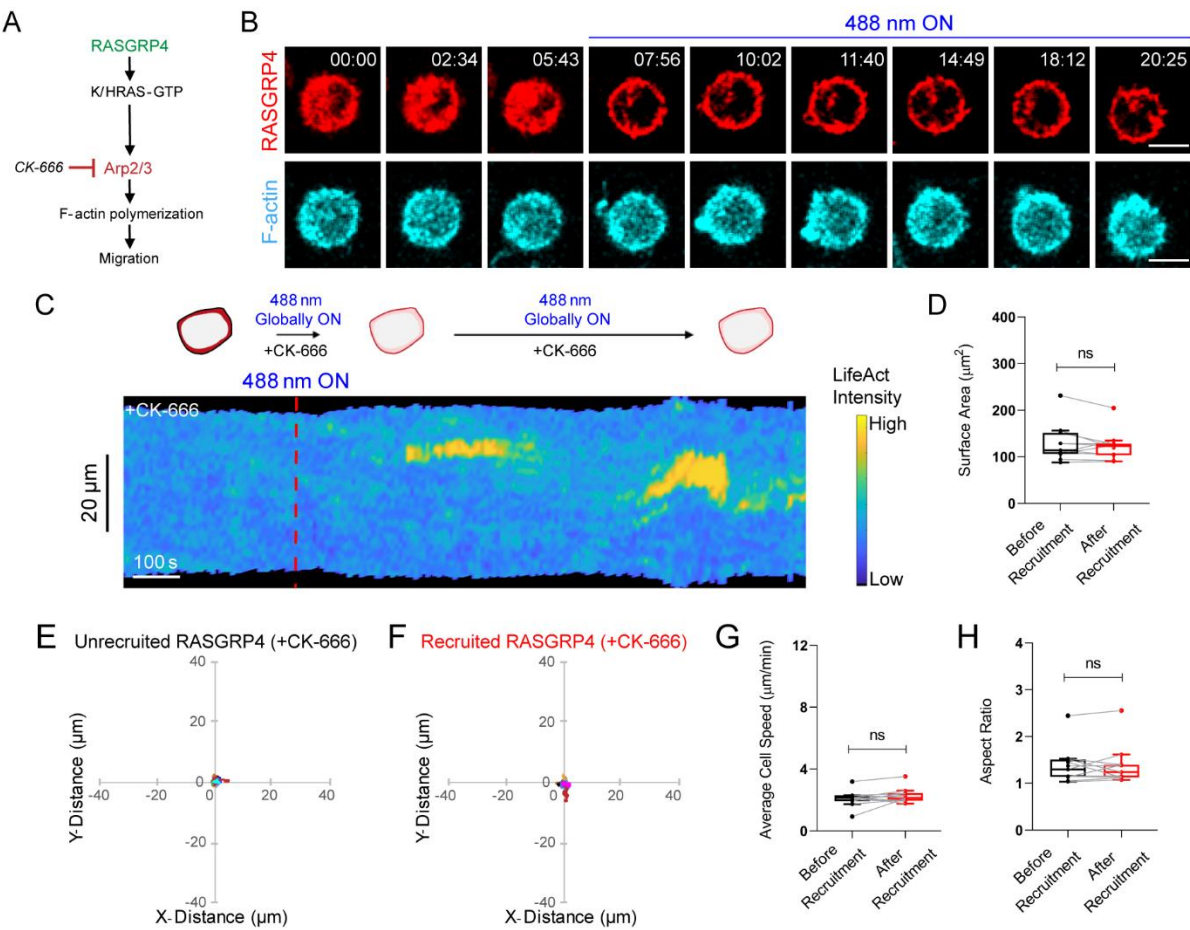 A
RASGRP4
K/HRAS-GTP
CK-666
Arp2/3
F-actin polymerization
Migration
B
488 nm ON
RASGRP4
00:00
02:34
05:43
07:56
10:02
11:40
14:49
18:12
20:25
F-actin
C
488 nm
Globally ON
+CK-666
488 nm
Globally ON
+CK-666
488 nm ON
+CK-666
20 µm
100 s
LifeAct
Intensity
High
Low
D
Surface Area (µm²)
400
300
200
100
0
ns
Before
Recruitment
After
Recruitment
E
Unrecruited RASGRP4 (+CK-666)
Y-Distance (µm)
40
20
0
-20
-40
-40
-20
0
20
40
X-Distance (µm)
F
Recruited RASGRP4 (+CK-666)
Y-Distance (µm)
40
20
0
-20
-40
-40
-20
0
20
40
X-Distance (µm)
G
Average Cell Speed (µm/min)
12
9
6
3
0
ns
Before
Recruitment
After
Recruitment
H
Aspect Ratio
4
3
2
1
0
ns
Before
Recruitment
After
Recruitment